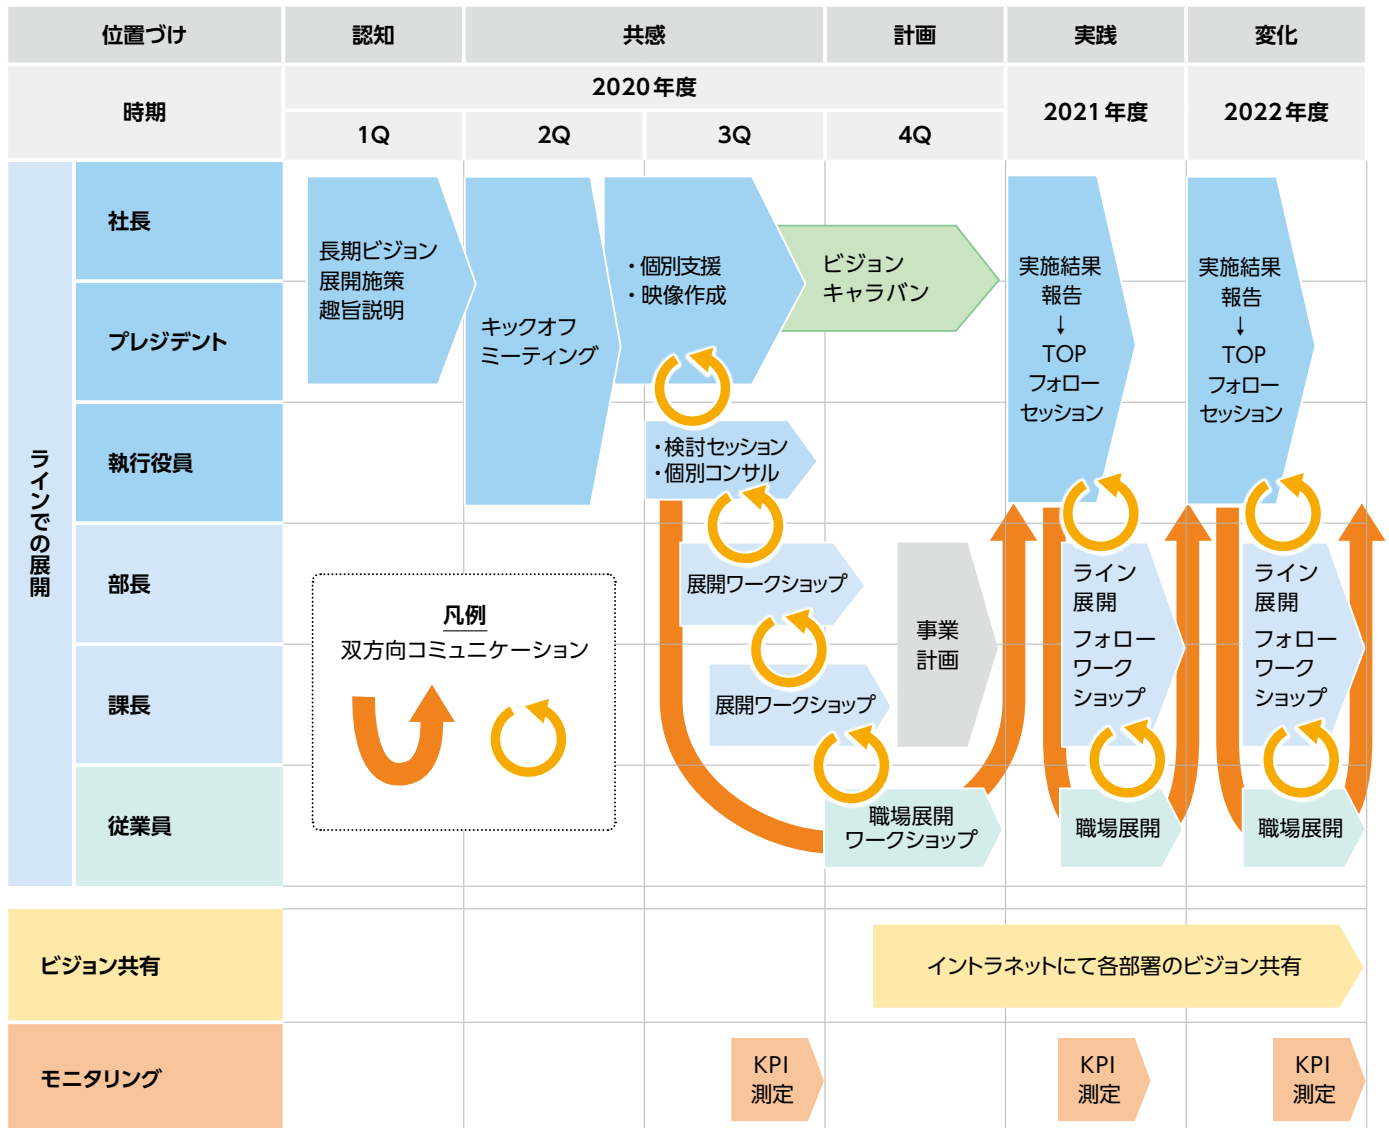 位置づけ
認知
共感
計画
実践
変化
時期
2020年度
1Q
2Q
3Q
4Q
2021年度
2022年度
ラインでの展開
社長
プレジデント
執行役員
部長
課長
従業員
長期ビジョン
展開施策
趣旨説明
キックオフ
ミーティング
・個別支援
・映像作成
ビジョン
キャラバン
・検討セッション
・個別コンサル
展開ワークショップ
展開ワークショップ
職場展開
ワークショップ
事業
計画
実施結果
報告
↓
TOP
フォロー
セッション
ライン
展開
フォロー
ワーク
ショップ
職場展開
実施結果
報告
↓
TOP
フォロー
セッション
ライン
展開
フォロー
ワーク
ショップ
職場展開
凡例
双方向コミュニケーション
ビジョン共有
イントラネットにて各部署のビジョン共有
モニタリング
KPI
測定
KPI
測定
KPI
測定